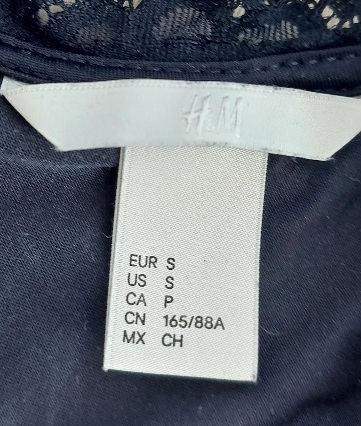 H&M
EUR S
US S
CA P
CN 165/88A
MX CH